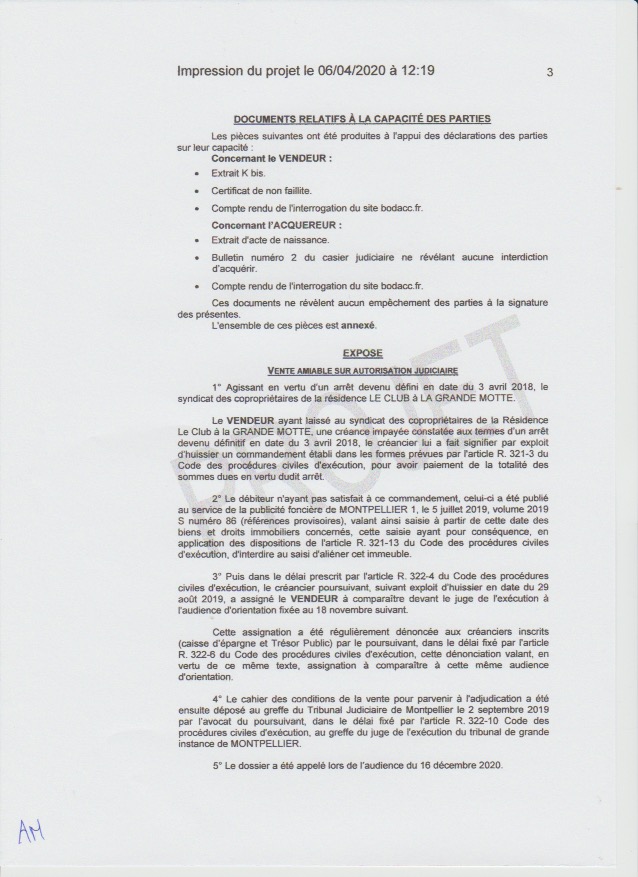 Impression du projet le 06/04/2020 à 12:19
3
DOCUMENTS RELATIFS À LA CAPACITÉ DES PARTIES
Les pièces suivantes ont été produites à l'appui des déclarations des parties
sur leur capacité :
Concernant le VENDEUR :
• Extrait K bis.
• Certificat de non faillite.
• Compte rendu de l'interrogation du site bodacc.fr.
Concernant l'ACQUEREUR :
• Extrait d'acte de naissance.
• Bulletin numéro 2 du casier judiciaire ne révélant aucune interdiction
d'acquérir.
• Compte rendu de l'interrogation du site bodacc.fr.
Ces documents ne révèlent aucun empêchement des parties à la signature
des présentes.
L'ensemble de ces pièces est annexé.
EXPOSE
VENTE AMIABLE SUR AUTORISATION JUDICIAIRE
1° Agissant en vertu d'un arrêt devenu défini en date du 3 avril 2018, le
syndicat des copropriétaires de la résidence LE CLUB à LA GRANDE MOTTE.
Le VENDEUR ayant laissé au syndicat des copropriétaires de la Résidence
Le Club à la GRANDE MOTTE, une créance impayée constatée aux termes d'un arrêt
devenu définitif en date du 3 avril 2018, le créancier lui a fait signifier par exploit
d'huissier un commandement établi dans les formes prévues par l'article R. 321-3 du
Code des procédures civiles d'exécution, pour avoir paiement de la totalité des
sommes dues en vertu dudit arrêt.
2° Le débiteur n'ayant pas satisfait à ce commandement, celui-ci a été publié
au service de la publicité foncière de MONTPELLIER 1, le 5 juillet 2019, volume 2019
S numéro 86 (références provisoires), valant ainsi saisie à partir de cette date des
biens et droits immobiliers concernés, cette saisie ayant pour conséquence, en
application des dispositions de l'article R. 321-13 du Code des procédures civiles
d'exécution, d'interdire au saisi d'aliéner cet immeuble.
3° Puis dans le délai prescrit par l'article R. 322-4 du Code des procédures
civiles d'exécution, le créancier poursuivant, suivant exploit d'huissier en date du 29
août 2019, a assigné le VENDEUR à comparaître devant le juge de l'exécution à
l'audience d'orientation fixée au 18 novembre suivant.
Cette assignation a été régulièrement dénoncée aux créanciers inscrits
(caisse d'épargne et Trésor Public) par le poursuivant, dans le délai fixé par l'article
R. 322-6 du Code des procédures civiles d'exécution, cette dénonciation valant, en
vertu de ce même texte, assignation à comparaître à cette même audience
d'orientation.
4° Le cahier des conditions de la vente pour parvenir à l'adjudication a été
ensuite déposé au greffe du Tribunal Judiciaire de Montpellier le 2 septembre 2019
par l'avocat du poursuivant, dans le délai fixé par l'article R. 322-10 Code des
procédures civiles d'exécution, au greffe du juge de l'exécution du tribunal de grande
instance de MONTPELLIER.
5° Le dossier a été appelé lors de l'audience du 16 décembre 2020.
PROJET
AM